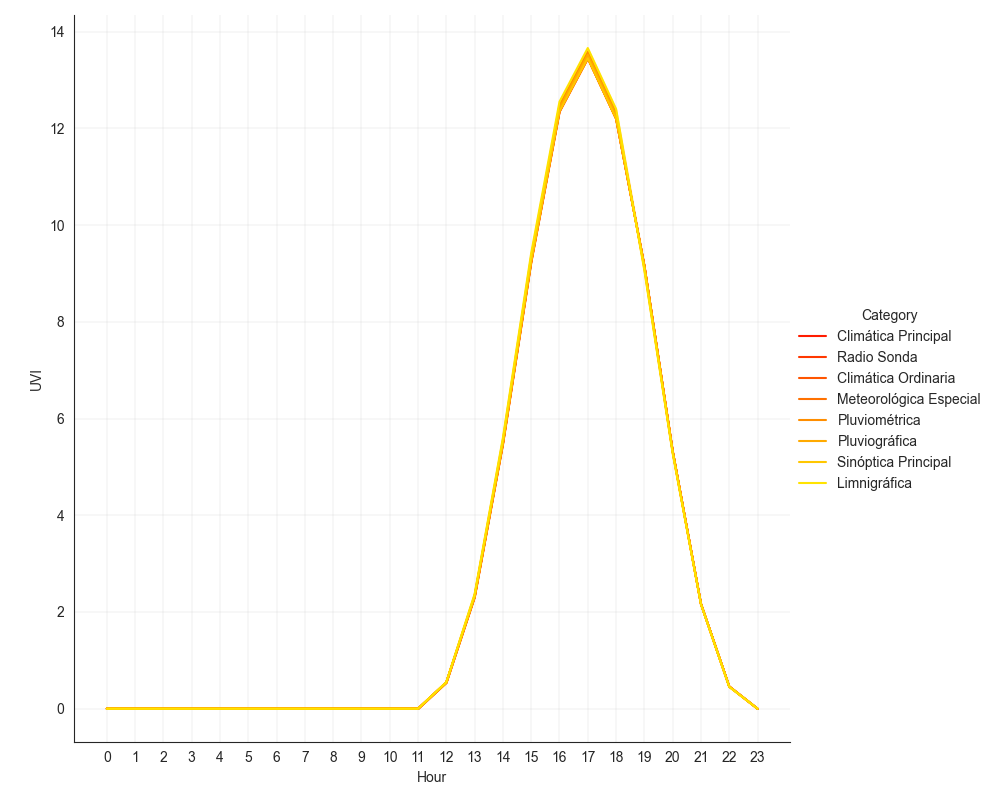 14
12
10
8
6
4
2
0
UVI
0 1 2 3 4 5 6 7 8 9 10 11 12 13 14 15 16 17 18 19 20 21 22 23
Hour
Category
Climática Principal
Radio Sonda
Climática Ordinaria
Meteorológica Especial
Pluviométrica
Pluviográfica
Sinóptica Principal
Limnigráfica